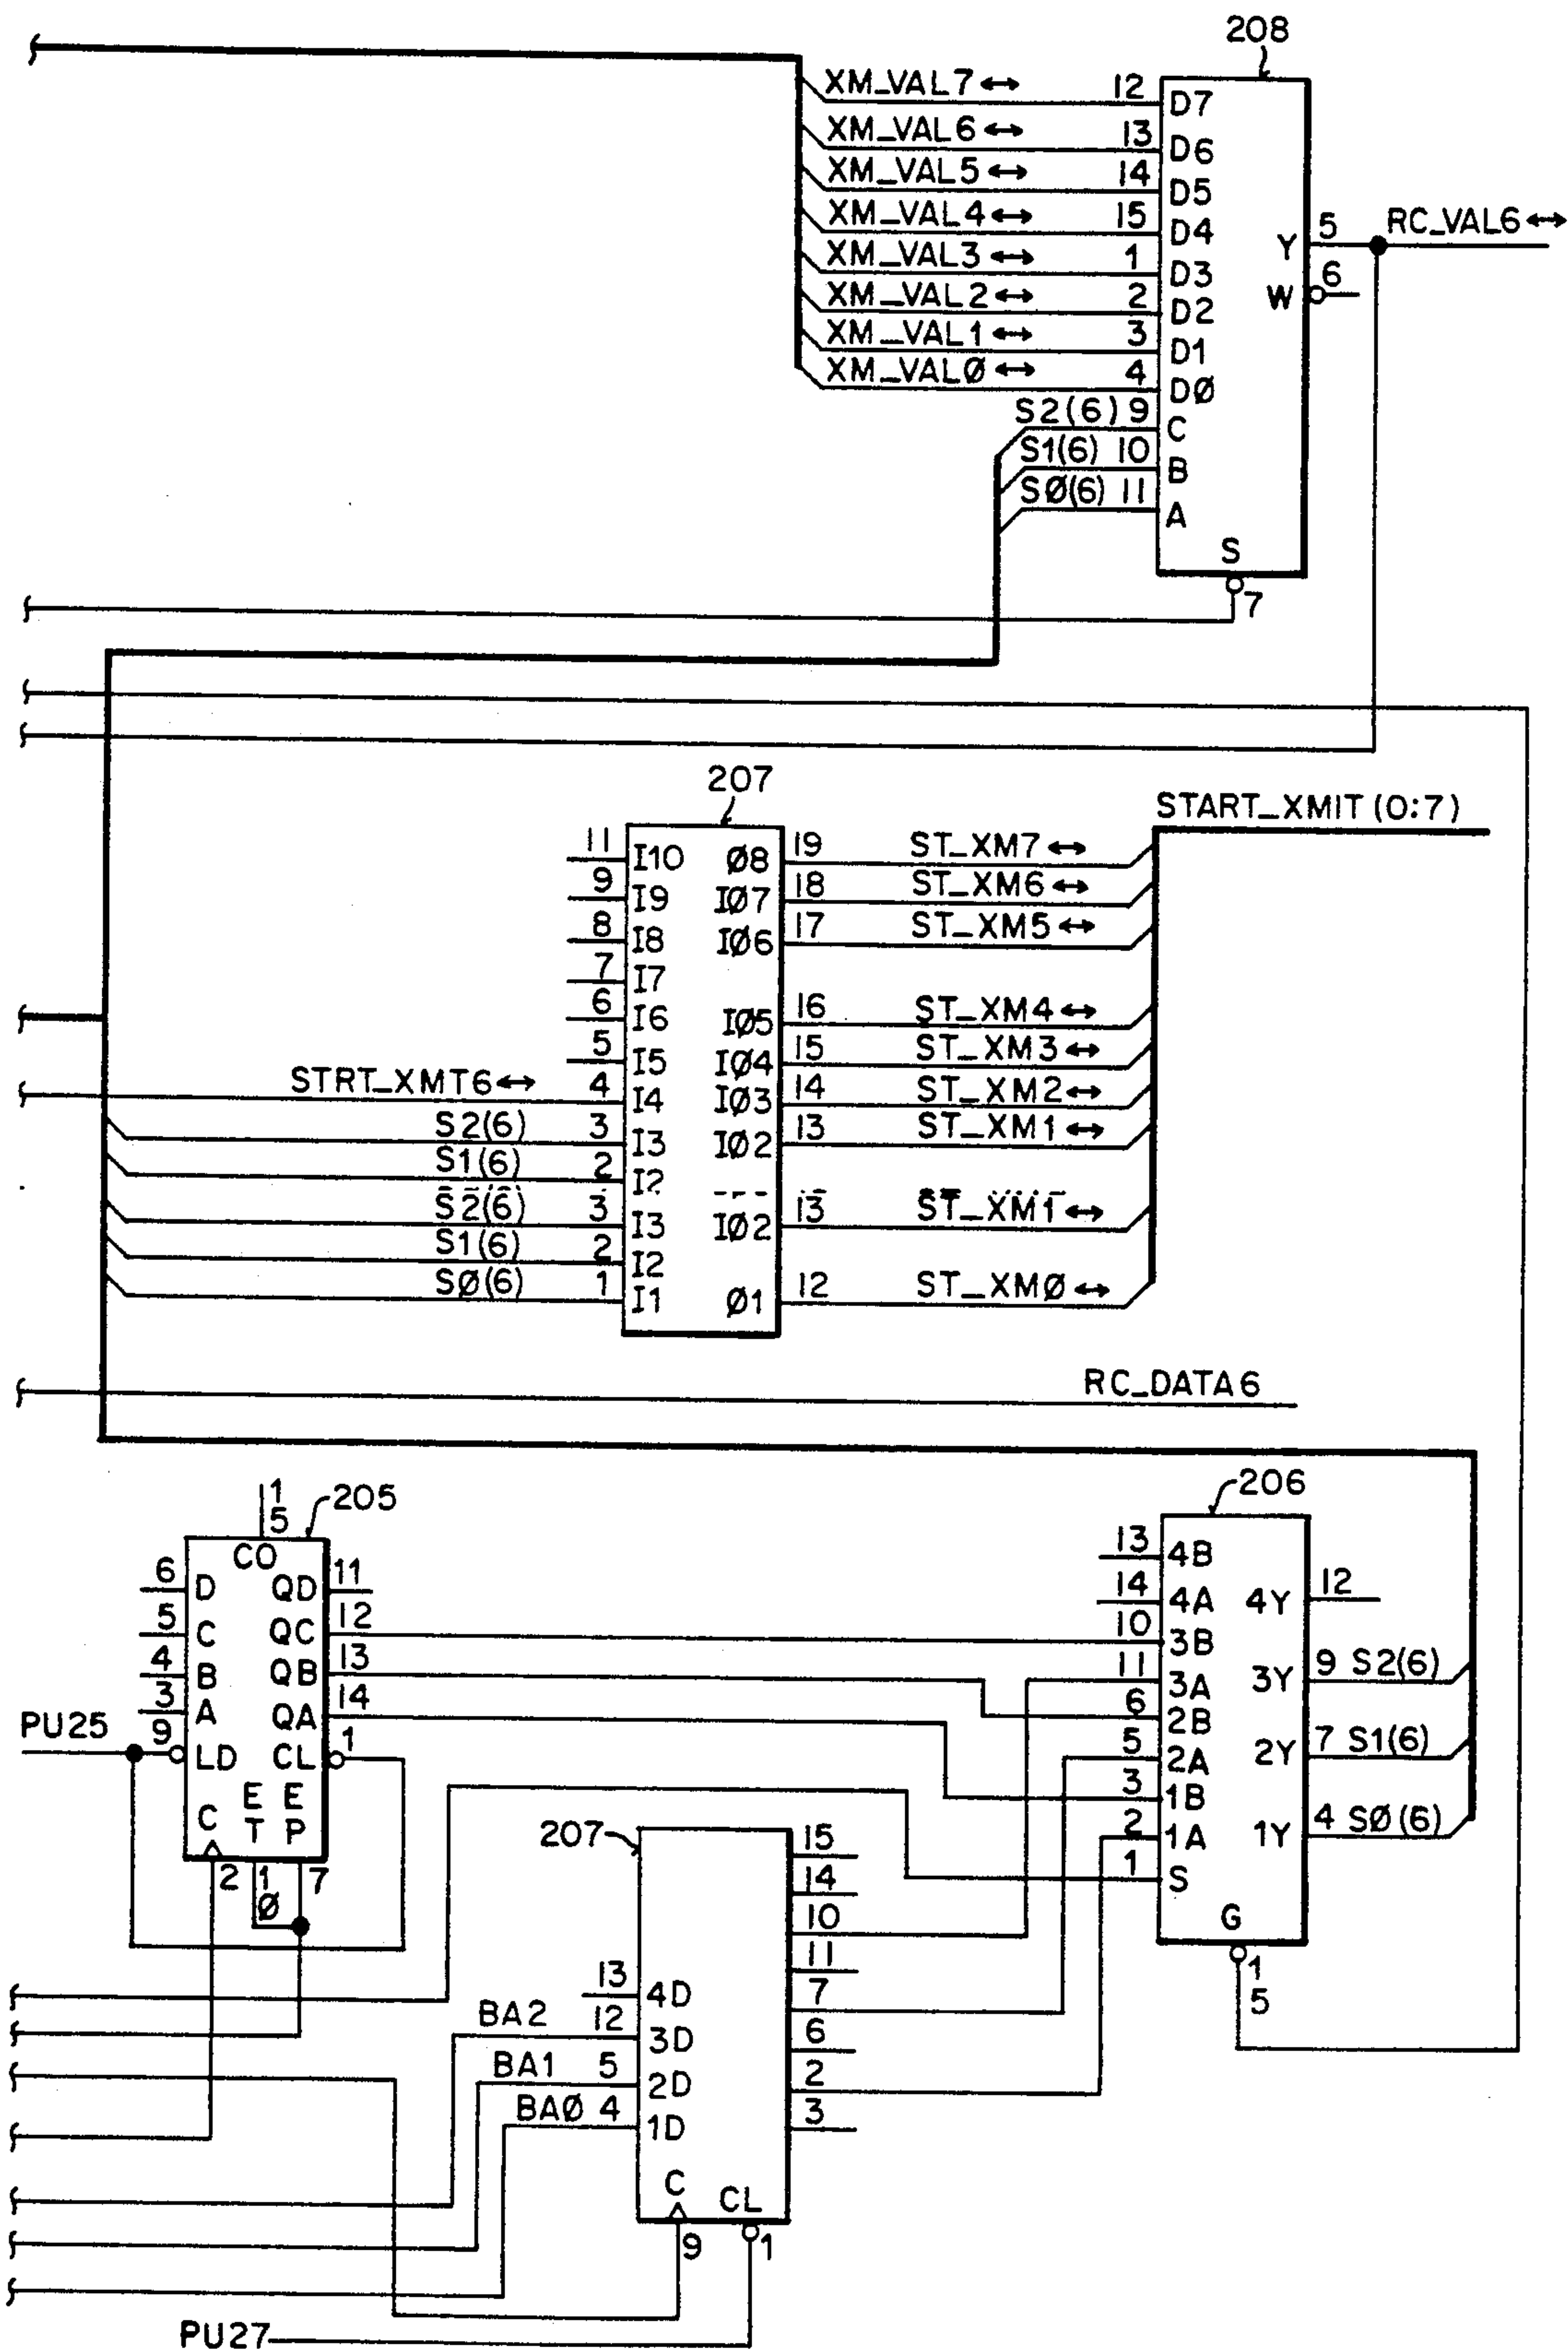 208
XM_VAL7 ↔ 12 D7
XM_VAL6 ↔ 13 D6
XM_VAL5 ↔ 14 D5
XM_VAL4 ↔ 15 D4
XM_VAL3 ↔ 1 D3
XM_VAL2 ↔ 2 D2
XM_VAL1 ↔ 3 D1
XM_VALØ ↔ 4 DØ
S2(6) 9 C
S1(6) 10 B
SØ(6) 11 A
Y 5 RC_VAL6 ↔
W 6
S
7
207
START_XMIT (0:7)
11 I10 Ø8 19 ST_XM7 ↔
9 I9 IØ7 18 ST_XM6 ↔
8 I8 IØ6 17 ST_XM5 ↔
7 I7
6 I6 IØ5 16 ST_XM4 ↔
5 I5 IØ4 15 ST_XM3 ↔
STRT_XMT6 ↔ 4 I4 IØ3 14 ST_XM2 ↔
S2(6) 3 I3 IØ2 13 ST_XM1 ↔
S1(6) 2 I2
S2(6) 3 I3 IØ2 13 ST_XM1 ↔
S1(6) 2 I2
SØ(6) 1 I1 Ø1 12 ST_XMØ ↔
RC_DATA6
205
1
5
CO
6 D QD 11
5 C QC 12
4 B QB 13
3 A QA 14
PU25 9 LD CL 1
C E E
T P
2 1 7
Ø
206
13 4B
14 4A 4Y 12
10 3B
11 3A 3Y 9 S2(6)
6 2B
5 2A 2Y 7 S1(6)
3 1B
2 1A 1Y 4 SØ(6)
1 S
G
1
5
207
15
14
10
11
13 4D 7
BA2 12 3D 6
BA1 5 2D 2
BAØ 4 1D 3
C CL
9 1
PU27